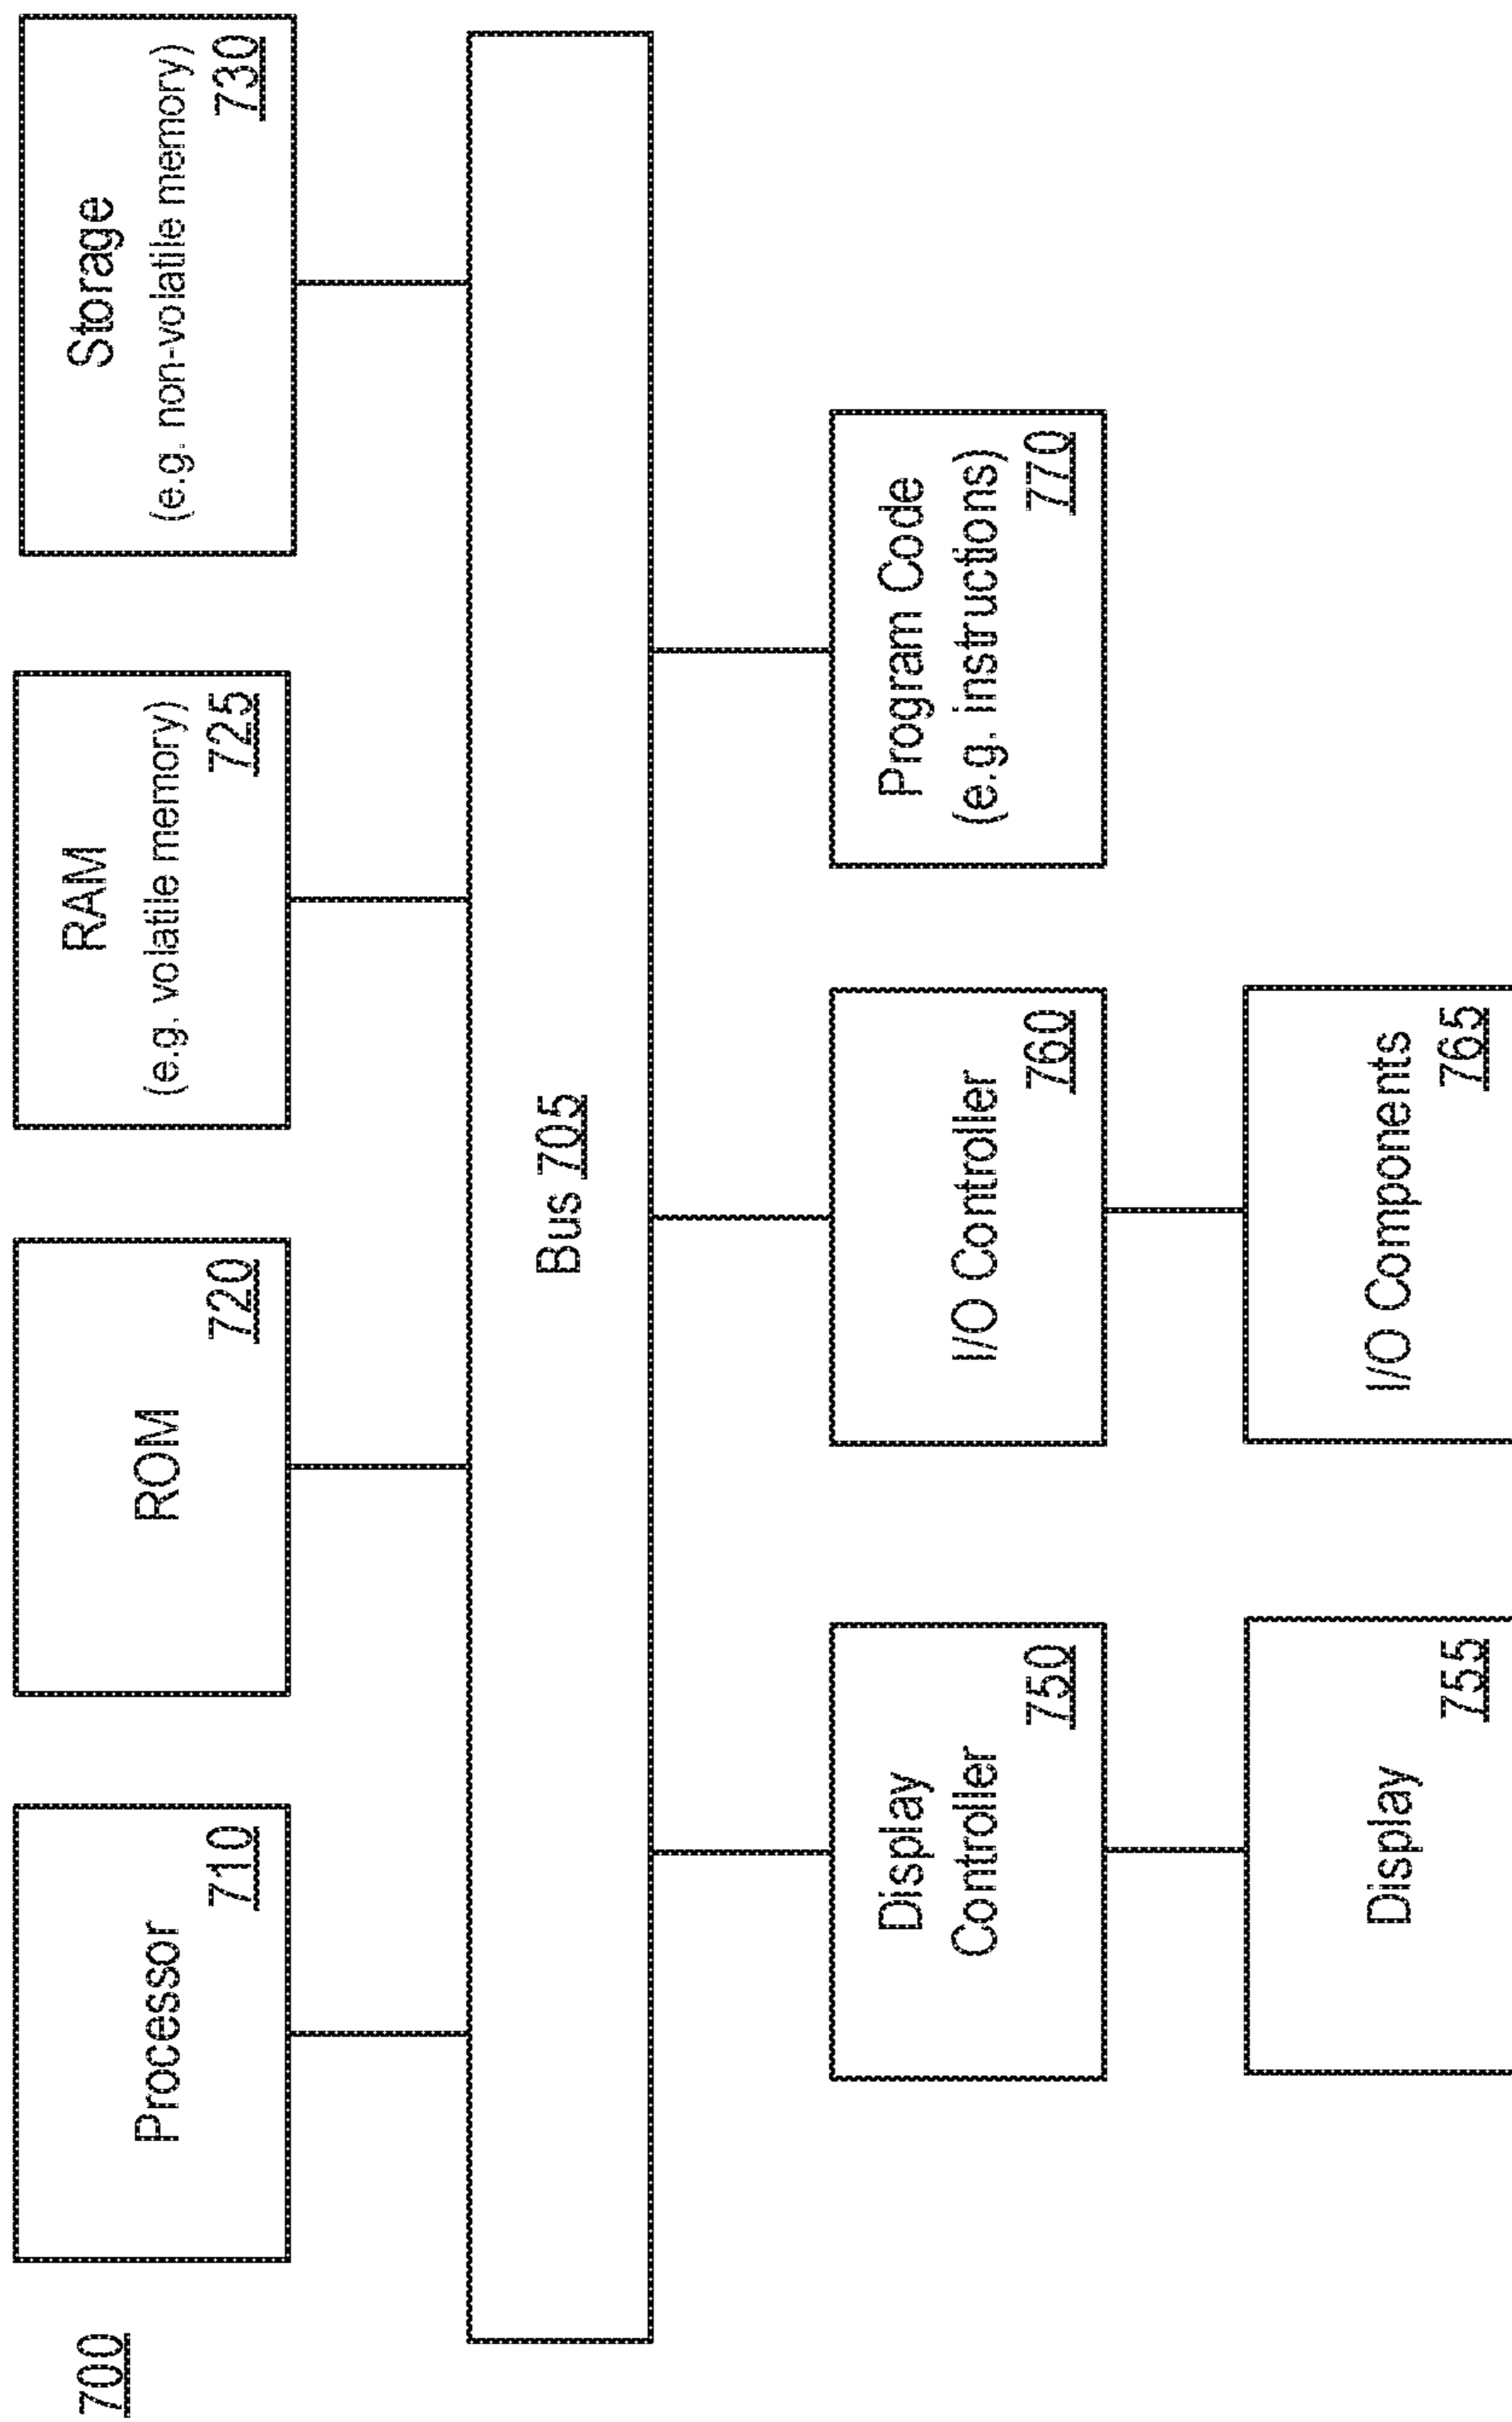 700
Processor
710
ROM
720
RAM
(e.g. volatile memory)
725
Storage
(e.g. non-volatile memory)
730
Bus 705
Display
Controller
750
I/O Controller
760
Program Code
(e.g. instructions)
770
Display
755
I/O Components
765